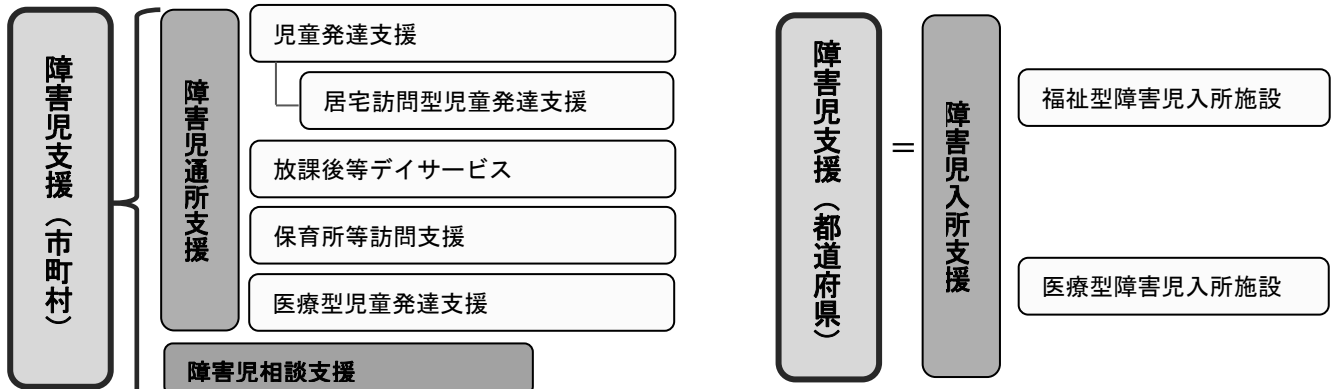 障害児支援（市町村）
障害児通所支援
児童発達支援
居宅訪問型児童発達支援
放課後等デイサービス
保育所等訪問支援
医療型児童発達支援
障害児相談支援
障害児支援（都道府県）
＝
障害児入所支援
福祉型障害児入所施設
医療型障害児入所施設